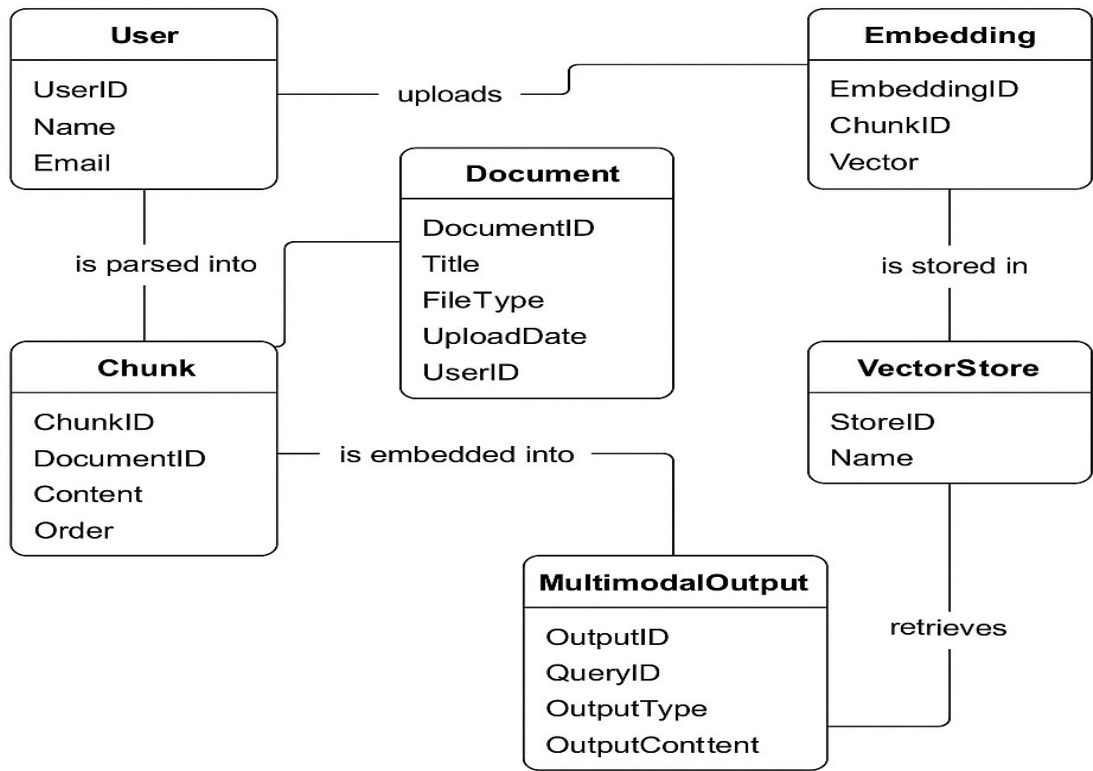 User
UserID
Name
Email
uploads
Embedding
EmbeddingID
ChunkID
Vector
Document
DocumentID
Title
FileType
UploadDate
UserID
is parsed into
is stored in
Chunk
ChunkID
DocumentID
Content
Order
is embedded into
VectorStore
StoreID
Name
MultimodalOutput
OutputID
QueryID
OutputType
OutputConttent
retrieves